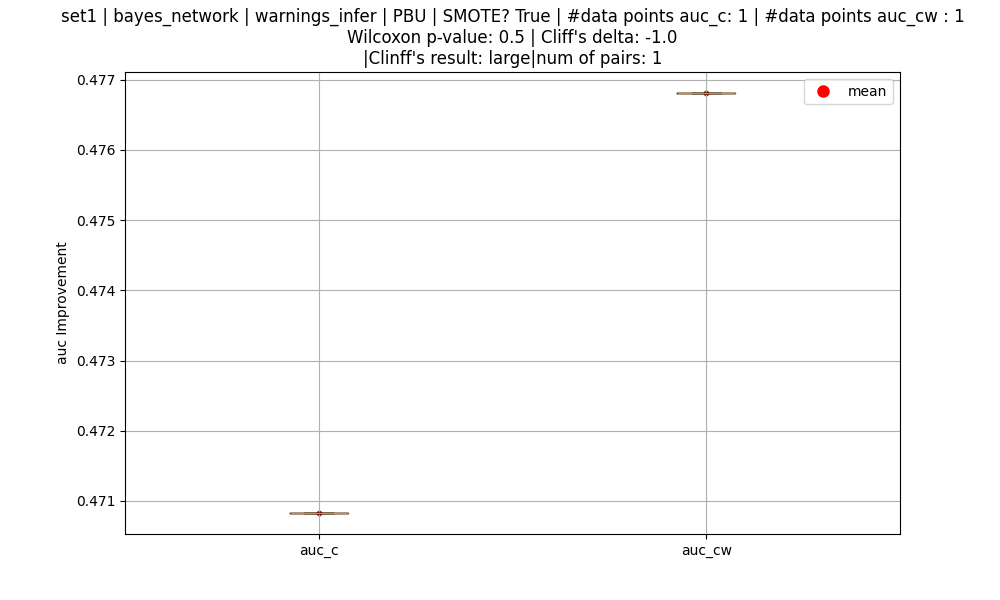 set1 | bayes_network | warnings_infer | PBU | SMOTE? True | #data points auc_c: 1 | #data points auc_cw : 1
Wilcoxon p-value: 0.5 | Cliff's delta: -1.0
|Clinff's result: large|num of pairs: 1
mean
auc Improvement
0.477
0.476
0.475
0.474
0.473
0.472
0.471
auc_c
auc_cw